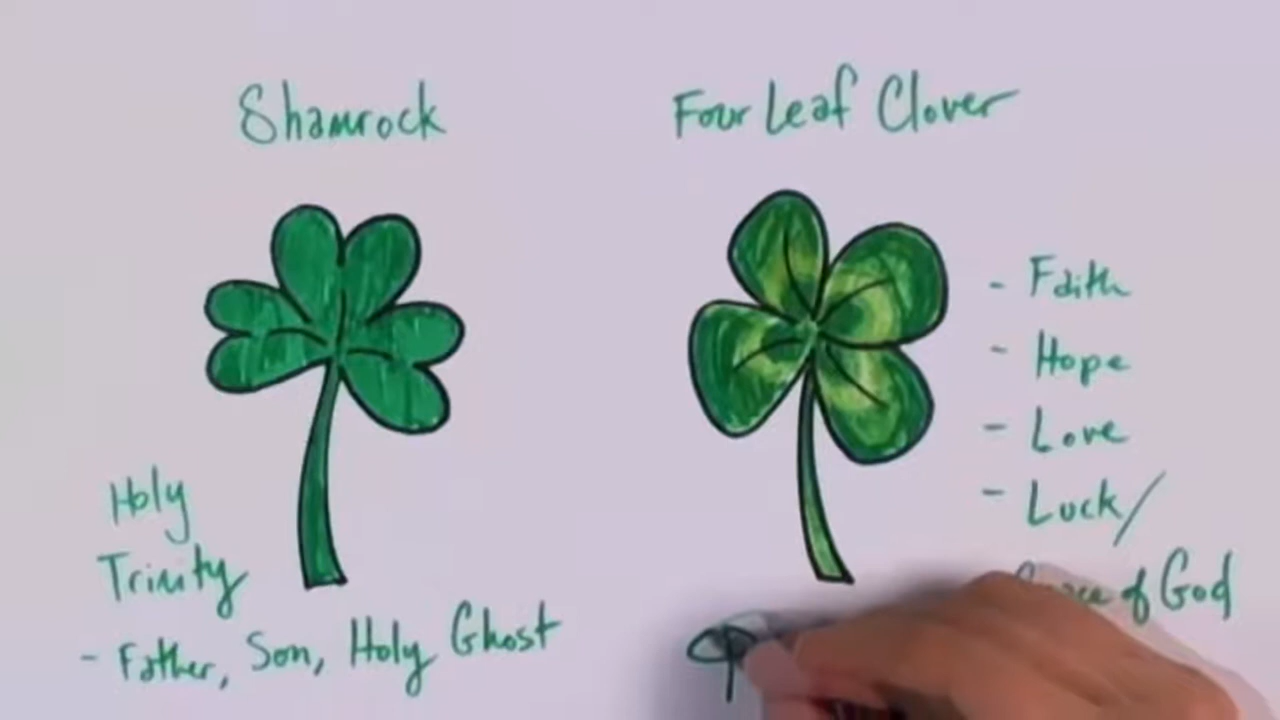 Shamrock
Four Leaf Clover
Holy
Trinity
- Father, Son, Holy Ghost
- Faith
- Hope
- Love
- Luck/
of God